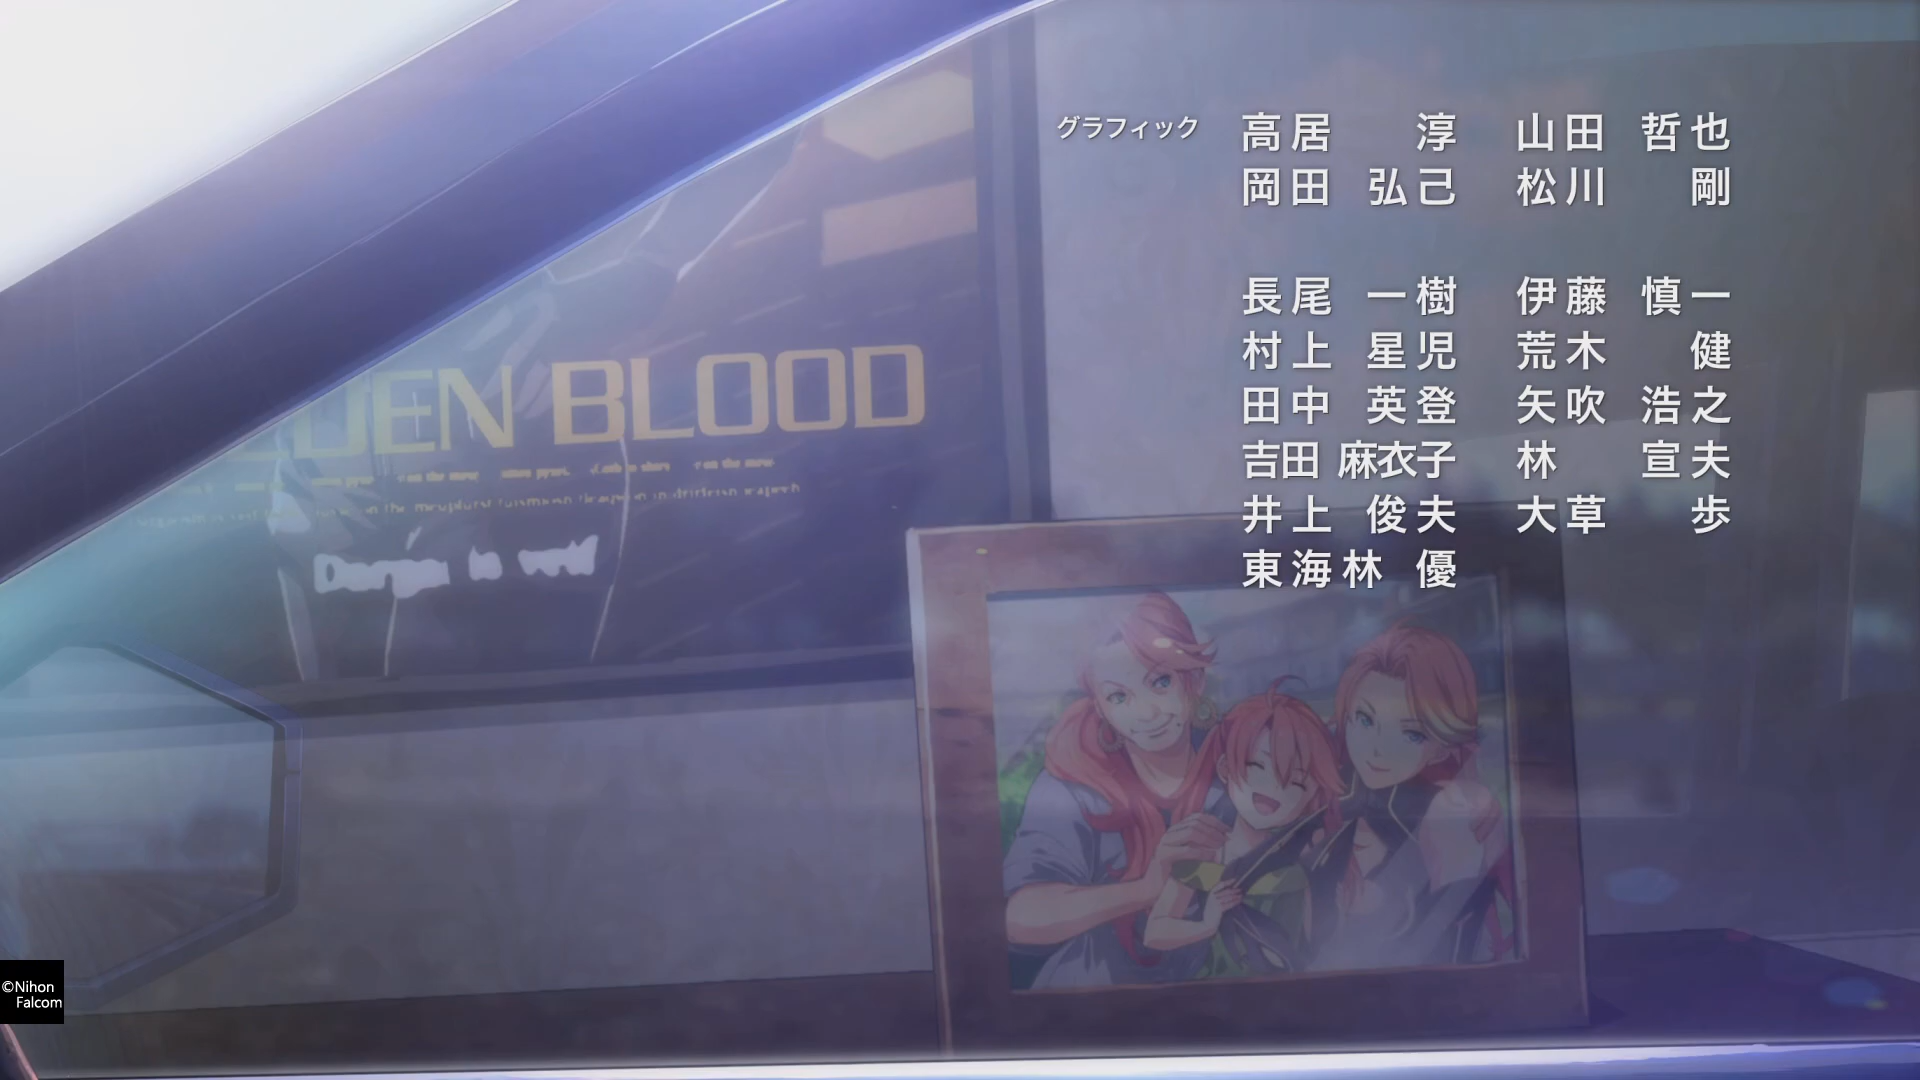 グラフィック 高居 淳 山田 哲也
岡田 弘己 松川 剛
長尾 一樹 伊藤 慎一
村上 星児 荒木 健
田中 英登 矢吹 浩之
吉田 麻衣子 林 宣夫
井上 俊夫 大草 歩
東海林 優
DEN BLOOD
©Nihon
Falcom